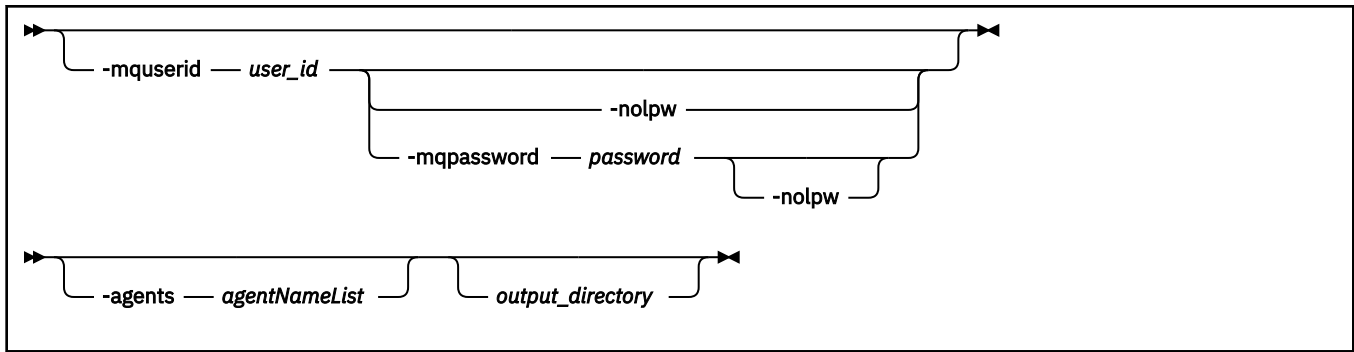 -mquserid user_id
-nolpw
-mqpassword password
-nolpw
-agents agentNameList output_directory